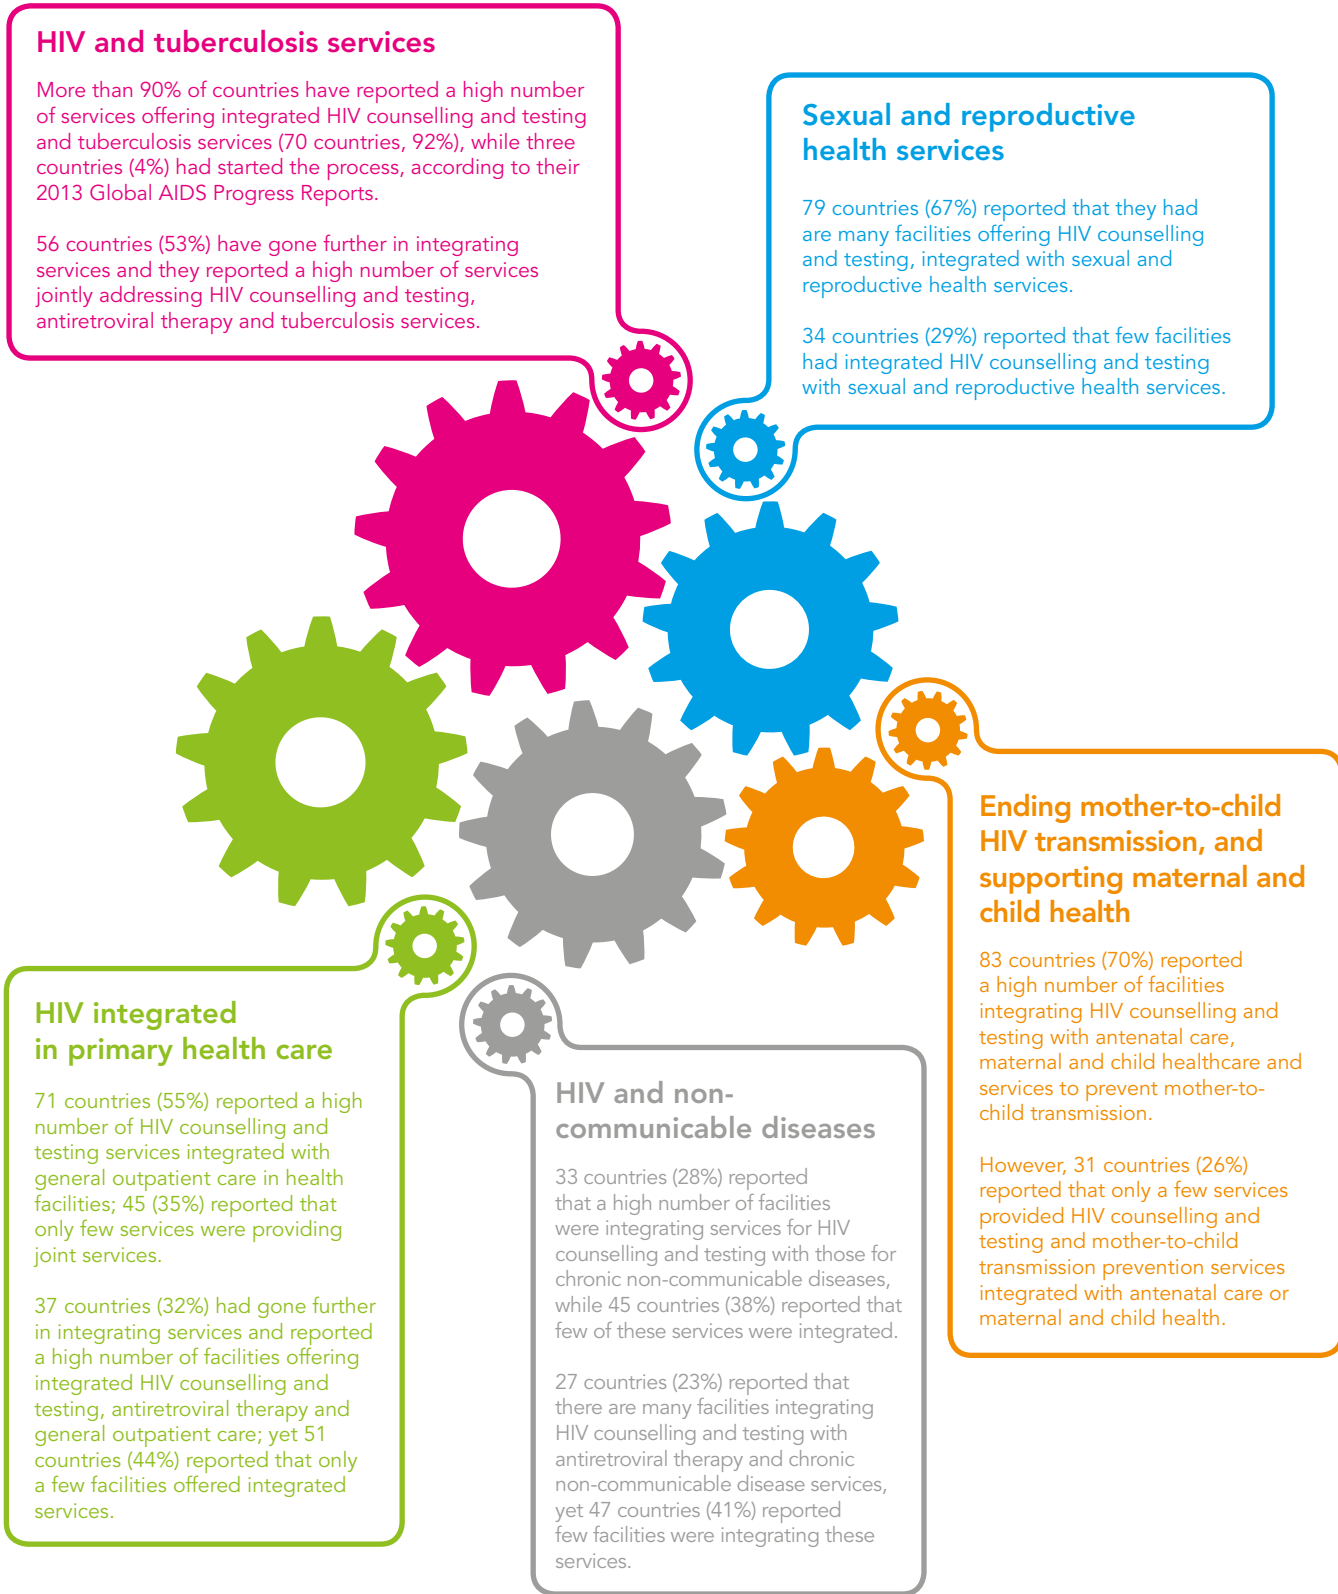 HIV and tuberculosis services
More than 90% of countries have reported a high number
of services offering integrated HIV counselling and testing
and tuberculosis services (70 countries, 92%), while three
countries (4%) had started the process, according to their
2013 Global AIDS Progress Reports.
56 countries (53%) have gone further in integrating
services and they reported a high number of services
jointly addressing HIV counselling and testing,
antiretroviral therapy and tuberculosis services.
Sexual and reproductive
health services
79 countries (67%) reported that they had
are many facilities offering HIV counselling
and testing, integrated with sexual and
reproductive health services.
34 countries (29%) reported that few facilities
had integrated HIV counselling and testing
with sexual and reproductive health services.
Ending mother-to-child
HIV transmission, and
supporting maternal and
child health
83 countries (70%) reported
a high number of facilities
integrating HIV counselling and
testing with antenatal care,
maternal and child healthcare and
services to prevent mother-to-
child transmission.
However, 31 countries (26%)
reported that only a few services
provided HIV counselling and
testing and mother-to-child
transmission prevention services
integrated with antenatal care or
maternal and child health.
HIV integrated
in primary health care
71 countries (55%) reported a high
number of HIV counselling and
testing services integrated with
general outpatient care in health
facilities; 45 (35%) reported that
only few services were providing
joint services.
37 countries (32%) had gone further
in integrating services and reported
a high number of facilities offering
integrated HIV counselling and
testing, antiretroviral therapy and
general outpatient care; yet 51
countries (44%) reported that only
a few facilities offered integrated
services.
HIV and non-
communicable diseases
33 countries (28%) reported
that a high number of facilities
were integrating services for HIV
counselling and testing with those for
chronic non-communicable diseases,
while 45 countries (38%) reported that
few of these services were integrated.
27 countries (23%) reported that
there are many facilities integrating
HIV counselling and testing with
antiretroviral therapy and chronic
non-communicable disease services,
yet 47 countries (41%) reported
few facilities were integrating these
services.